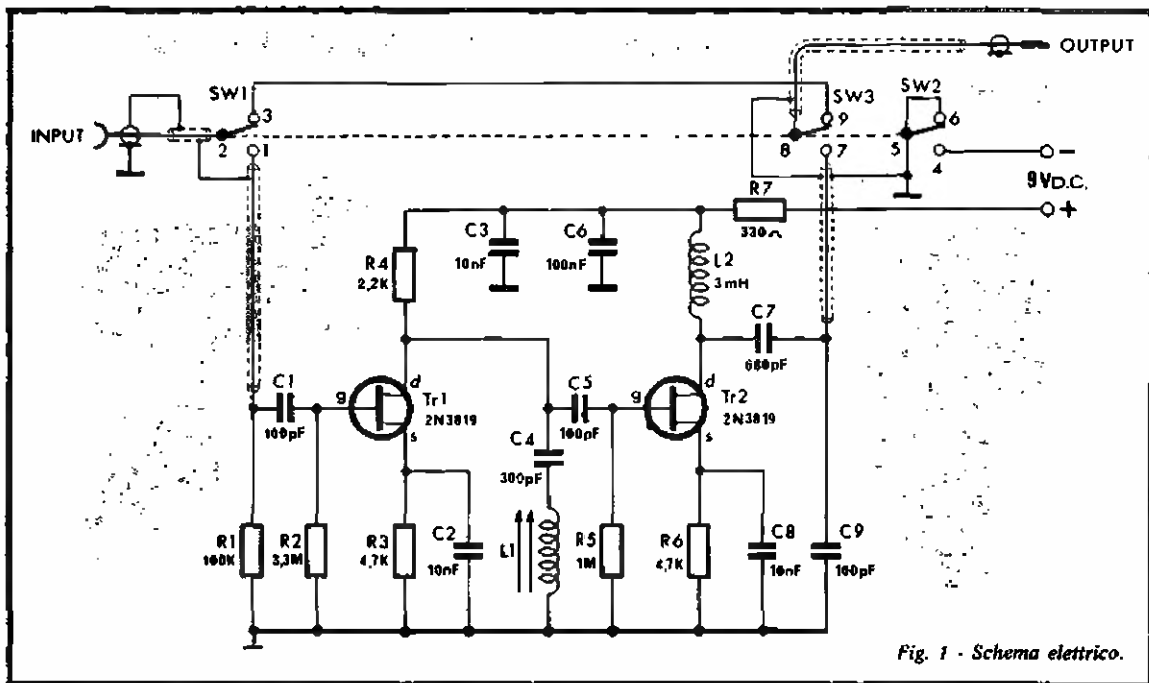 OUTPUT
SW1
SW3
SW2
3
9
6
INPUT
2
1
8
7
5
4
−
9VD.C.
+
R7
330Ω
C3
10nF
C6
100nF
L2
3mH
R4
2,2K
C7
680pF
C1
100pF
g
d
s
Tr1
2N3819
C5
100pF
g
d
s
Tr2
2N3819
C4
300pF
R1
100K
R2
3,3M
R3
4,7K
C2
10nF
L1
R5
1M
R6
4,7K
C8
10nF
C9
100pF
Fig. 1 - Schema elettrico.